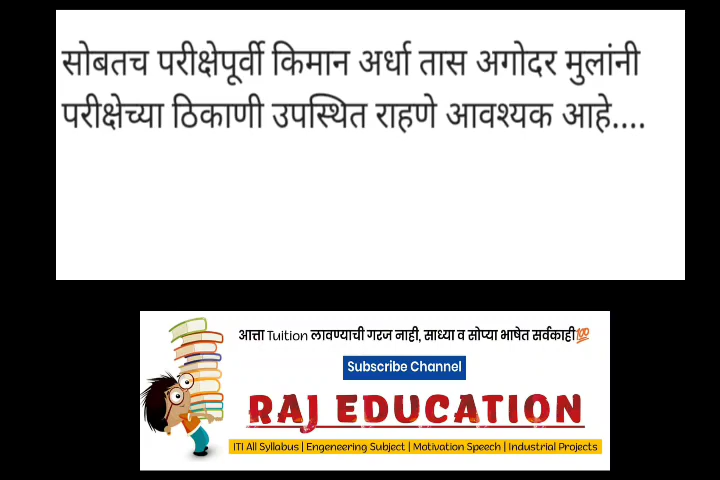 सोबतच परीक्षेपूर्वी किमान अर्धा तास अगोदर मुलांनी
परीक्षेच्या ठिकाणी उपस्थित राहणे आवश्यक आहे....
आत्ता Tuition लावण्याची गरज नाही, साध्या व सोप्या भाषेत सर्वकाही💯
Subscribe Channel
RAJ EDUCATION
ITI All Syllabus | Engeneering Subject | Motivation Speech | Industrial Projects